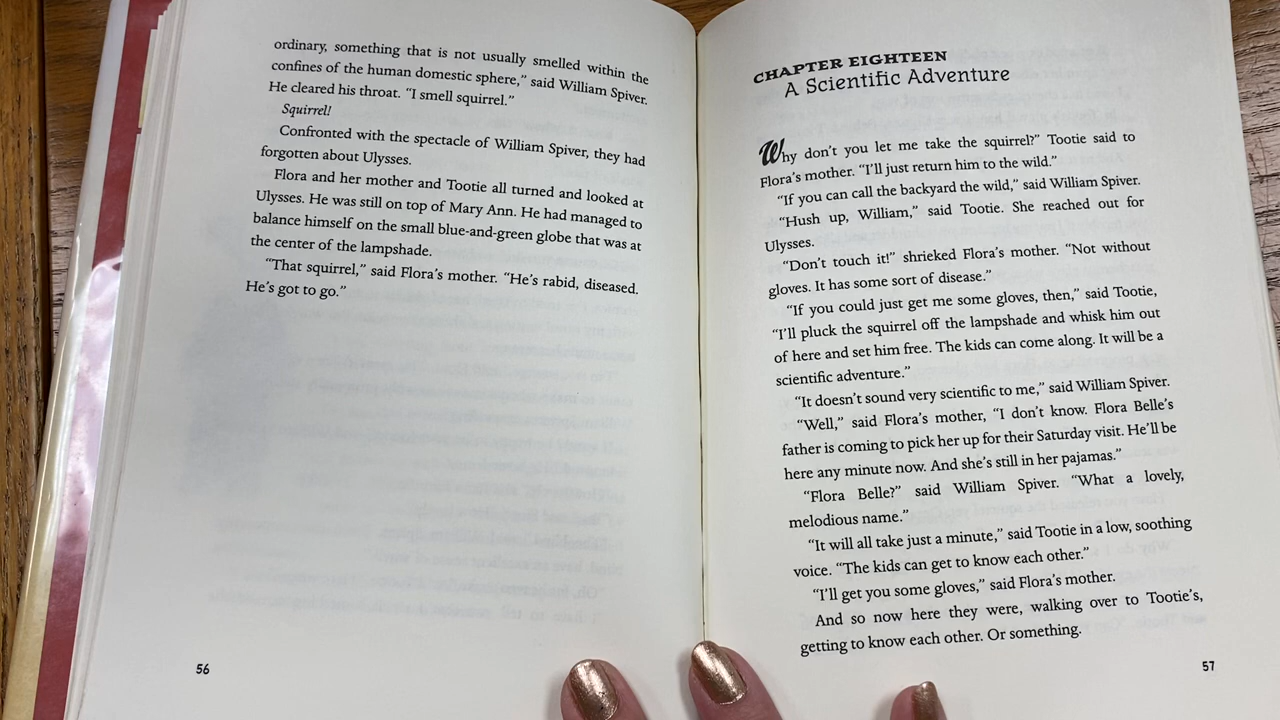 ordinary, something that is not usually smelled within the
confines of the human domestic sphere,” said William Spiver.
He cleared his throat. “I smell squirrel.”
Squirrel!
Confronted with the spectacle of William Spiver, they had
forgotten about Ulysses.
Flora and her mother and Tootie all turned and looked at
Ulysses. He was still on top of Mary Ann. He had managed to
balance himself on the small blue-and-green globe that was at
the center of the lampshade.
“That squirrel,” said Flora’s mother. “He’s rabid, diseased.
He’s got to go.”
56
CHAPTER EIGHTEEN
A Scientific Adventure
Why don’t you let me take the squirrel?” Tootie said to
Flora’s mother. “I’ll just return him to the wild.”
“If you can call the backyard the wild,” said William Spiver.
“Hush up, William,” said Tootie. She reached out for
Ulysses.
“Don’t touch it!” shrieked Flora’s mother. “Not without
gloves. It has some sort of disease.”
“If you could just get me some gloves, then,” said Tootie,
“I’ll pluck the squirrel off the lampshade and whisk him out
of here and set him free. The kids can come along. It will be a
scientific adventure.”
“It doesn’t sound very scientific to me,” said William Spiver.
“Well,” said Flora’s mother, “I don’t know. Flora Belle’s
father is coming to pick her up for their Saturday visit. He’ll be
here any minute now. And she’s still in her pajamas.”
“Flora Belle?” said William Spiver. “What a lovely,
melodious name.”
“It will all take just a minute,” said Tootie in a low, soothing
voice. “The kids can get to know each other.”
“I’ll get you some gloves,” said Flora’s mother.
And so now here they were, walking over to Tootie’s,
getting to know each other. Or something.
57